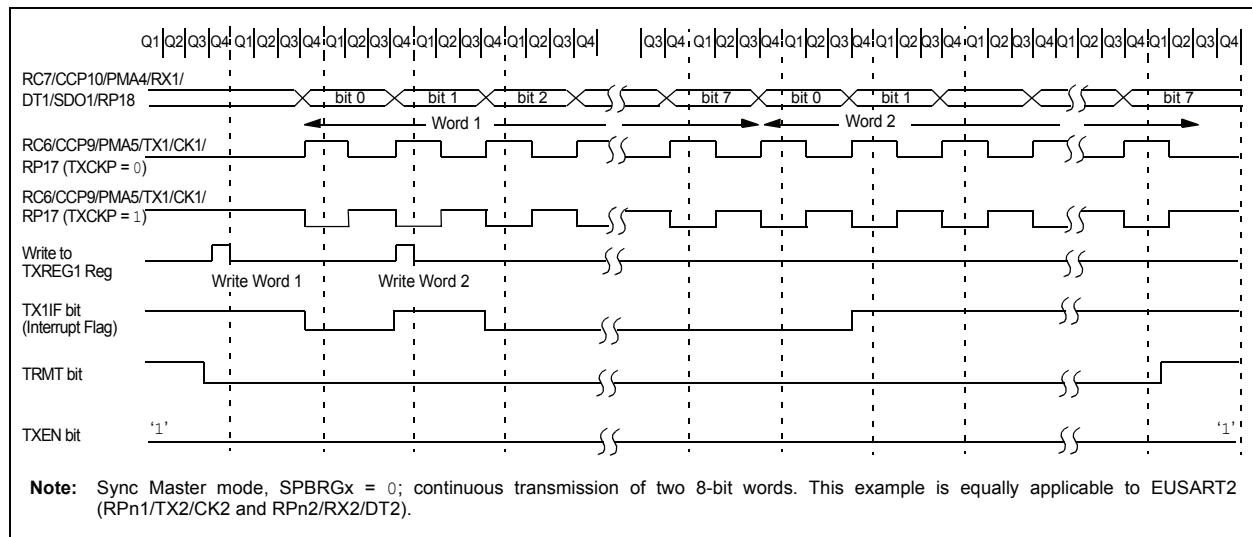 Q1 Q2 Q3 Q4 Q1 Q2 Q3 Q4 Q1 Q2 Q3 Q4 Q1 Q2 Q3 Q4 Q1 Q2 Q3 Q4 Q3 Q4 Q1 Q2 Q3 Q4 Q1 Q2 Q3 Q4 Q1 Q2 Q3 Q4 Q1 Q2 Q3 Q4 Q1 Q2 Q3 Q4 Q1 Q2 Q3 Q4
RC7/CCP10/PMA4/RX1/
DT1/SDO1/RP18
bit 0 bit 1 bit 2 bit 7 bit 0 bit 1 bit 7
Word 1 Word 2
RC6/CCP9/PMA5/TX1/CK1/
RP17 (TXCKP = 0)
RC6/CCP9/PMA5/TX1/CK1/
RP17 (TXCKP = 1)
Write to
TXREG1 Reg
Write Word 1 Write Word 2
TX1IF bit
(Interrupt Flag)
TRMT bit
TXEN bit
‘1’ ‘1’
Note: Sync Master mode, SPBRGx = 0; continuous transmission of two 8-bit words. This example is equally applicable to EUSART2
(RPn1/TX2/CK2 and RPn2/RX2/DT2).